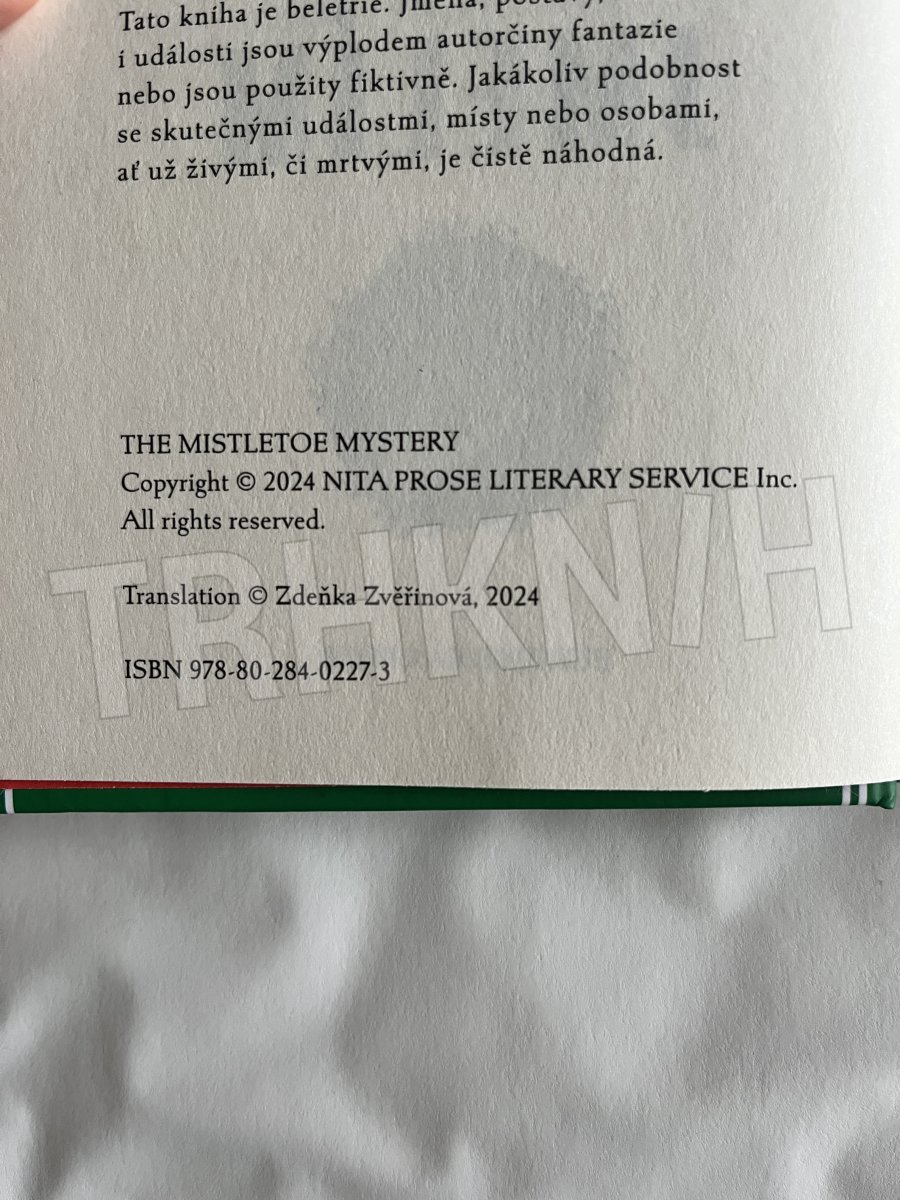 Tato kniha je beletrie. Jména, postavy,
i události jsou výplodem autorčiny fantazie
nebo jsou použity fiktivně. Jakákoliv podobnost
se skutečnými událostmi, místy nebo osobami,
ať už živými, či mrtvými, je čistě náhodná.
THE MISTLETOE MYSTERY
Copyright © 2024 NITA PROSE LITERARY SERVICE Inc.
All rights reserved.
Translation © Zdeňka Zvěřinová, 2024
ISBN 978-80-284-0227-3
TRHKNIH